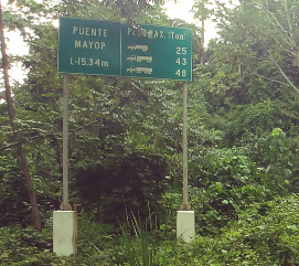 PUENTE
MAYOP
L=15.34m
PESO MAX. (Ton)
25
43
48